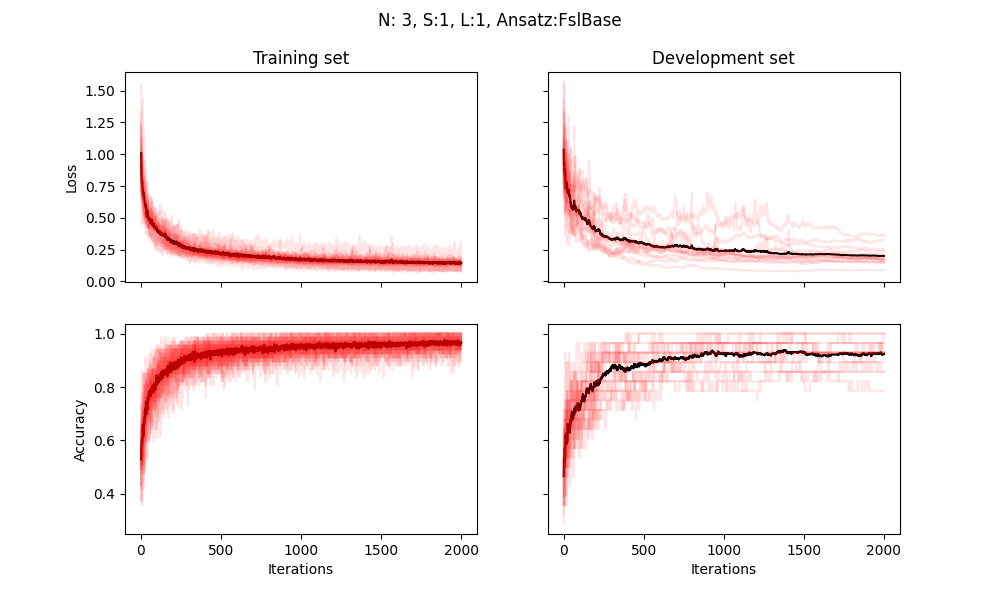 N: 3, S:1, L:1, Ansatz:FslBase
Training set
Development set
Loss
1.50
1.25
1.00
0.75
0.50
0.25
0.00
Accuracy
1.0
0.8
0.6
0.4
0 500 1000 1500 2000
0 500 1000 1500 2000
Iterations
Iterations